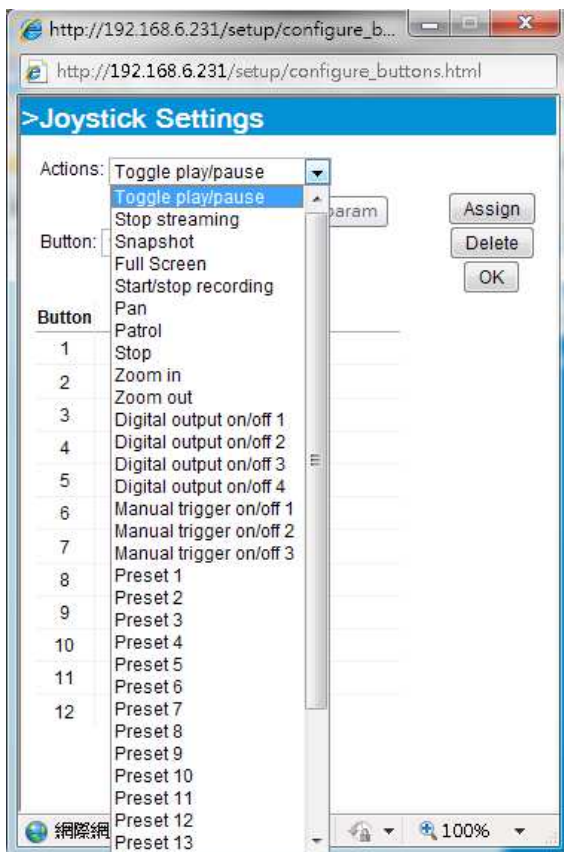 http://192.168.6.231/setup/configure_b...
http://192.168.6.231/setup/configure_buttons.html
>Joystick Settings
Actions: Toggle play/pause
Toggle play/pause
Stop streaming
Snapshot
Full Screen
Start/stop recording
Pan
Patrol
Stop
Zoom in
Zoom out
Digital output on/off 1
Digital output on/off 2
Digital output on/off 3
Digital output on/off 4
Manual trigger on/off 1
Manual trigger on/off 2
Manual trigger on/off 3
Preset 1
Preset 2
Preset 3
Preset 4
Preset 5
Preset 6
Preset 7
Preset 8
Preset 9
Preset 10
Preset 11
Preset 12
Preset 13
param
Button:
Assign
Delete
OK
Button
1
2
3
4
5
6
7
8
9
10
11
12
網際網
100%